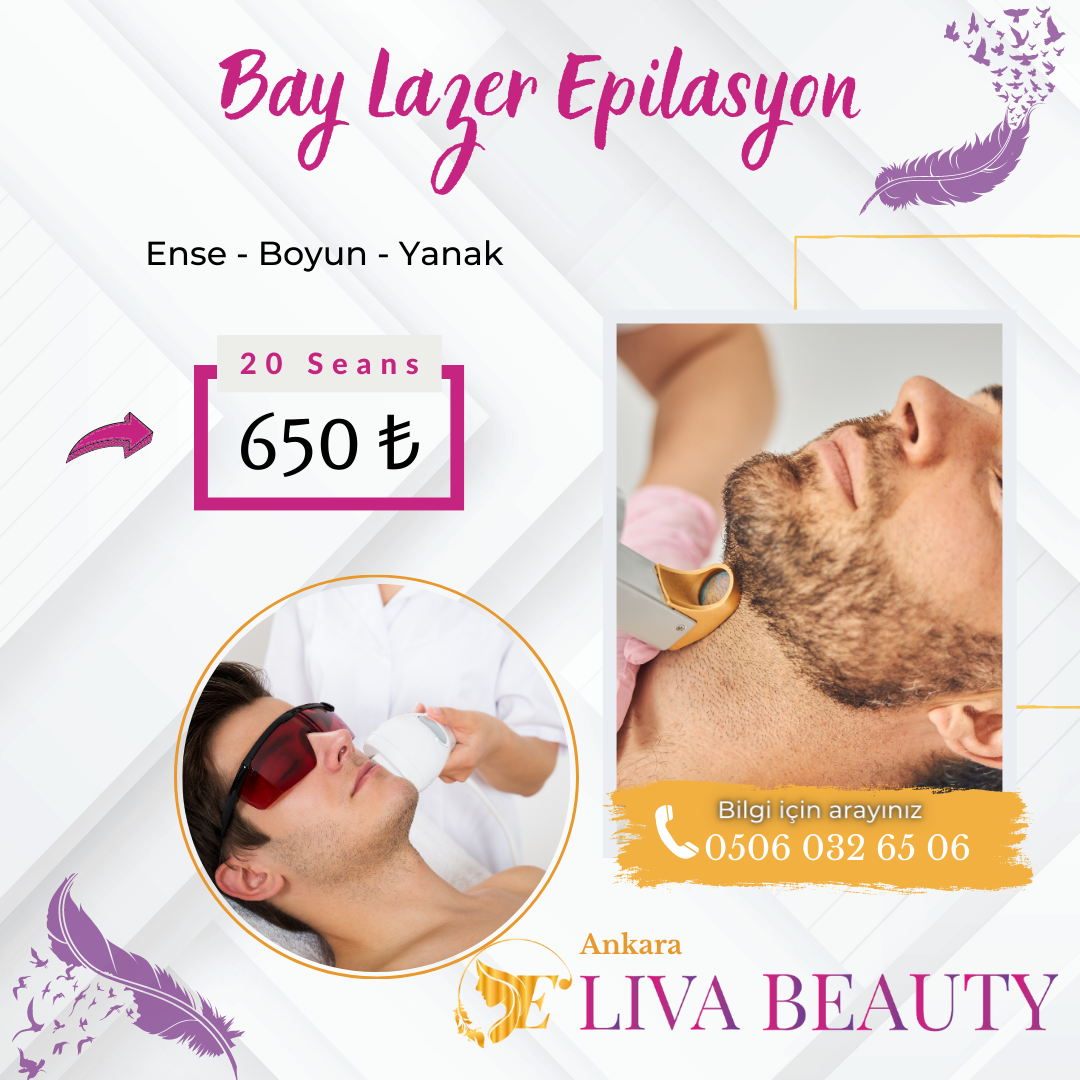 Bay Lazer Epilasyon
Ense - Boyun - Yanak
20 Seans
650 ₺
Bilgi için arayınız
0506 032 65 06
Ankara
E LIVA BEAUTY